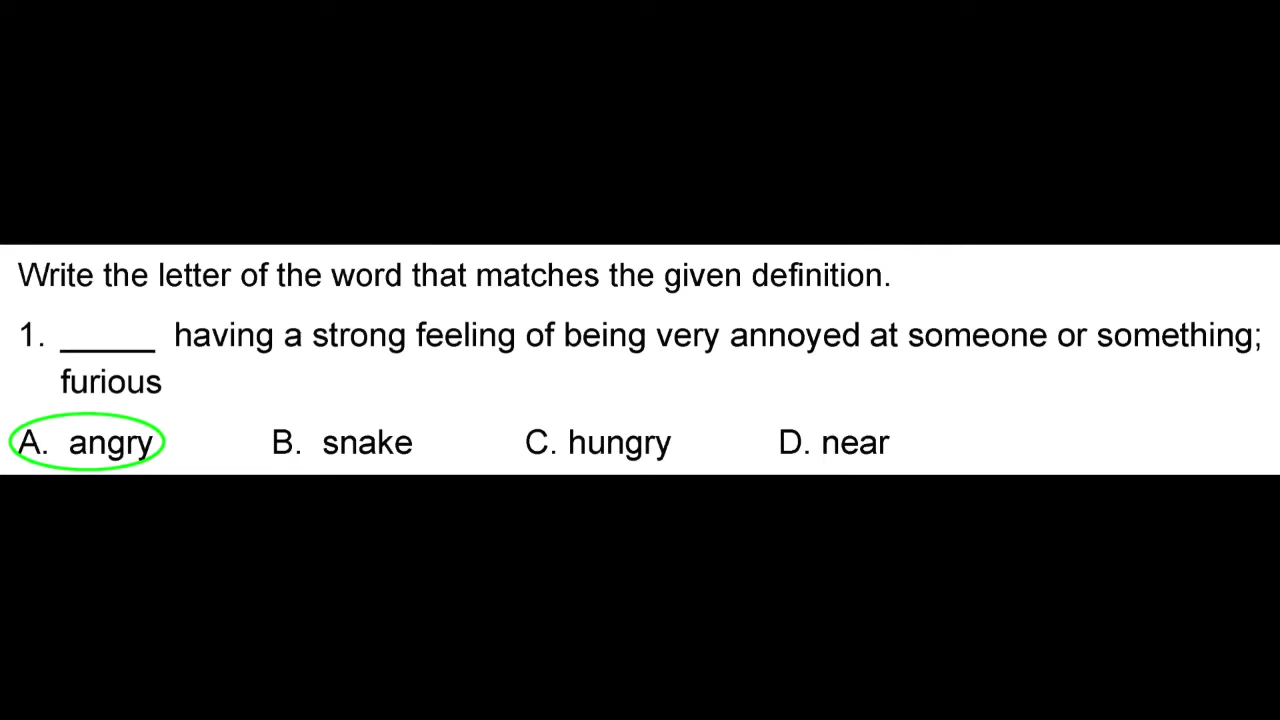 Write the letter of the word that matches the given definition.
1. _____ having a strong feeling of being very annoyed at someone or something;
furious
A. angry B. snake C. hungry D. near